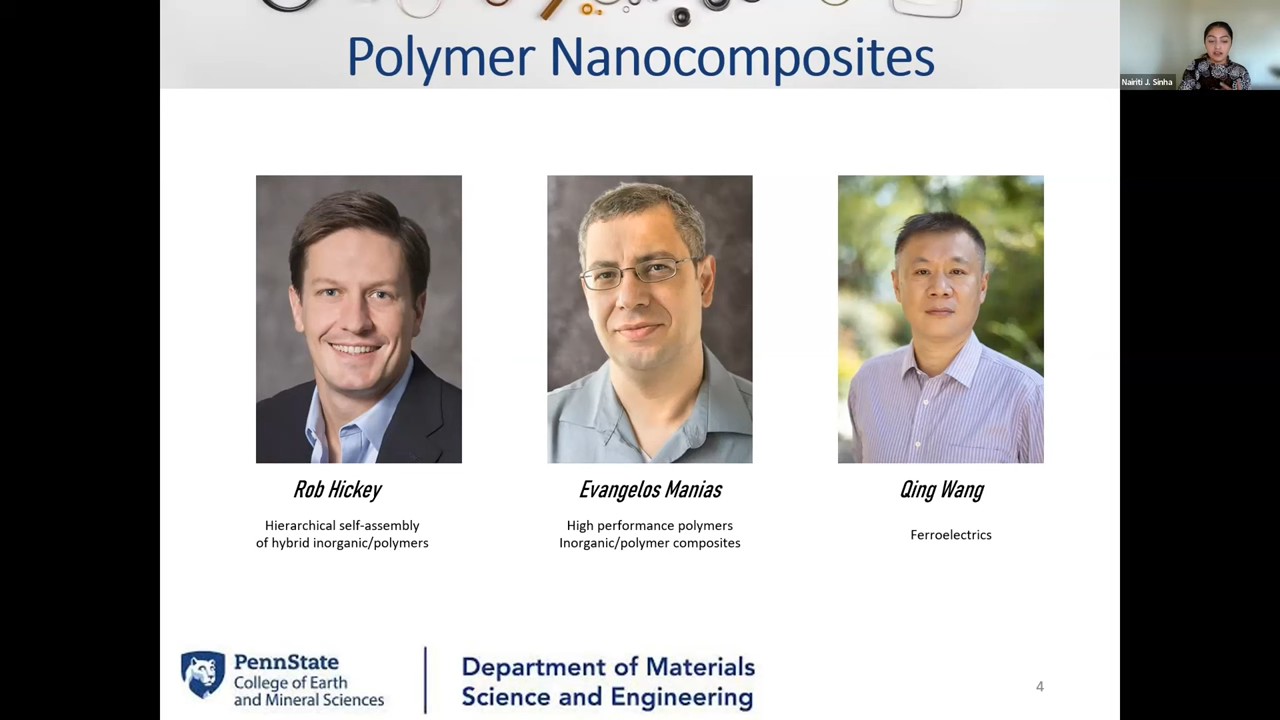 Polymer Nanocomposites
Nairiti J. Sinha
Rob Hickey
Evangelos Manias
Qing Wang
Hierarchical self-assembly
of hybrid inorganic/polymers
High performance polymers
Inorganic/polymer composites
Ferroelectrics
PennState
College of Earth
and Mineral Sciences
Department of Materials
Science and Engineering
4